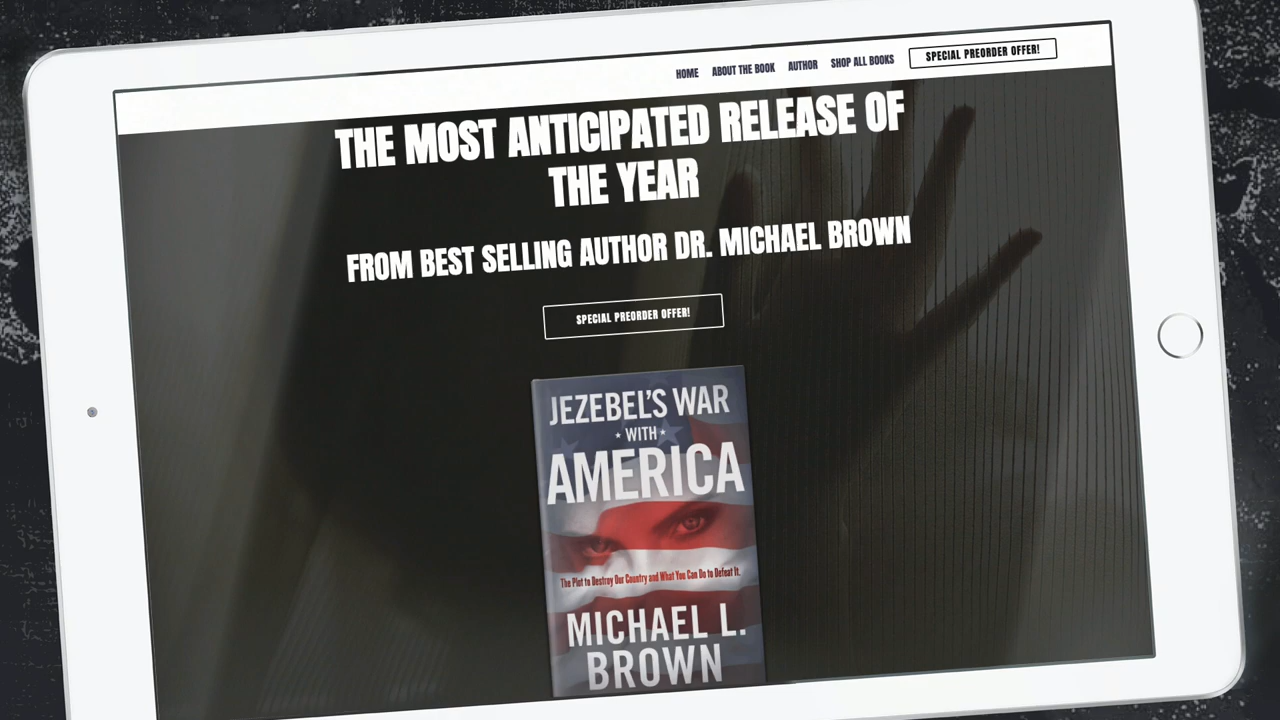 HOME ABOUT THE BOOK AUTHOR SHOP ALL BOOKS SPECIAL PREORDER OFFER!
THE MOST ANTICIPATED RELEASE OF
THE YEAR
FROM BEST SELLING AUTHOR DR. MICHAEL BROWN
SPECIAL PREORDER OFFER!
JEZEBEL'S WAR
WITH
AMERICA
The Plot to Destroy Our Country and What You Can Do to Defeat It.
MICHAEL L.
BROWN